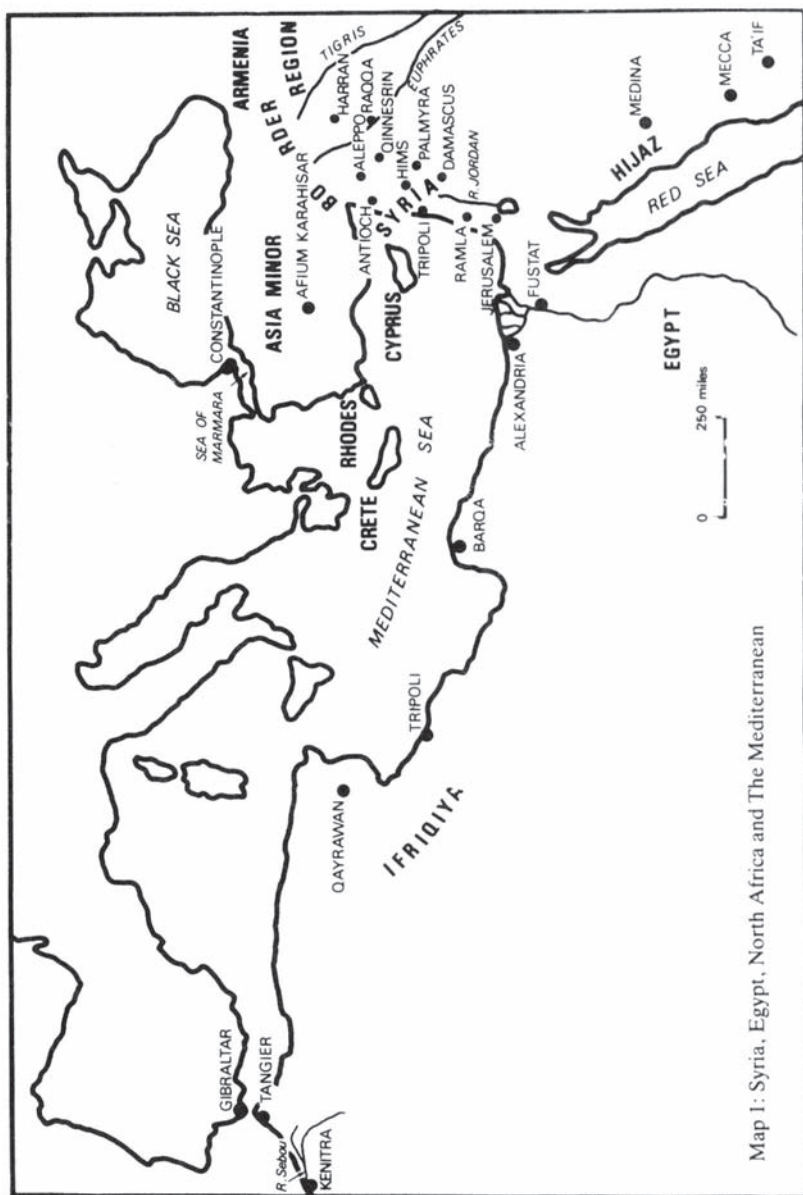 ARMENIA
BORDER REGION
TIGRIS
EUPHRATES
HARRAN
RAQQA
ALEPPO
QINNESRIN
HIMS
PALMYRA
DAMASCUS
ANTIOCH
SYRIA
TRIPOLI
R. JORDAN
RAMLA
JERUSALEM
BLACK SEA
CONSTANTINOPLE
SEA OF
MARMARA
ASIA MINOR
AFIUM KARAHISAR
CYPRUS
RHODES
CRETE
MEDITERRANEAN SEA
MEDINA
MECCA
TA'IF
HIJAZ
RED SEA
FUSTAT
ALEXANDRIA
EGYPT
BARQA
TRIPOLI
QAYRAWAN
IFRIQIYA
GIBRALTAR
TANGIER
R. Sebou
KENITRA
0 250 miles
Map 1: Syria, Egypt, North Africa and The Mediterranean